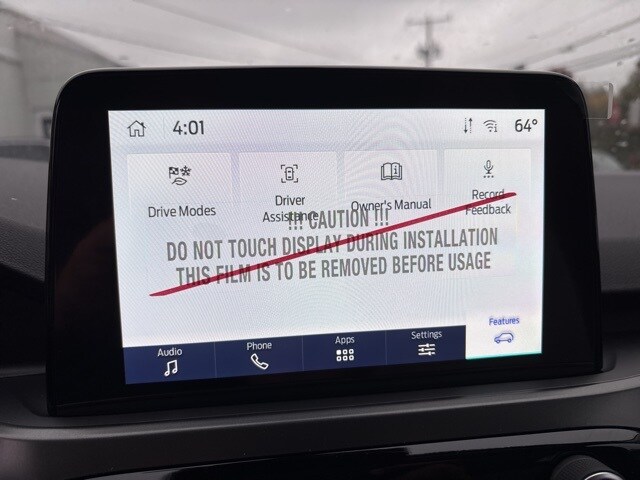 4:01 64°
Drive Modes
Driver
Assistance
Owner's Manual
Record
Feedback
!!! CAUTION !!!
DO NOT TOUCH DISPLAY DURING INSTALLATION
THIS FILM IS TO BE REMOVED BEFORE USAGE
Audio Phone Apps Settings Features